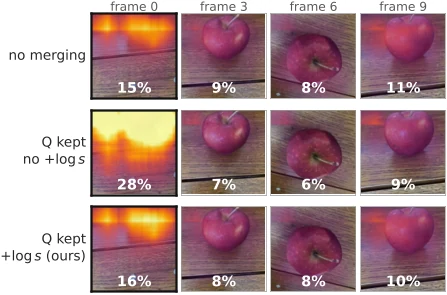 frame 0 frame 3 frame 6 frame 9
no merging
15% 9% 8% 11%
Q kept
no +log s
28% 7% 6% 9%
Q kept
+log s (ours)
16% 8% 8% 10%